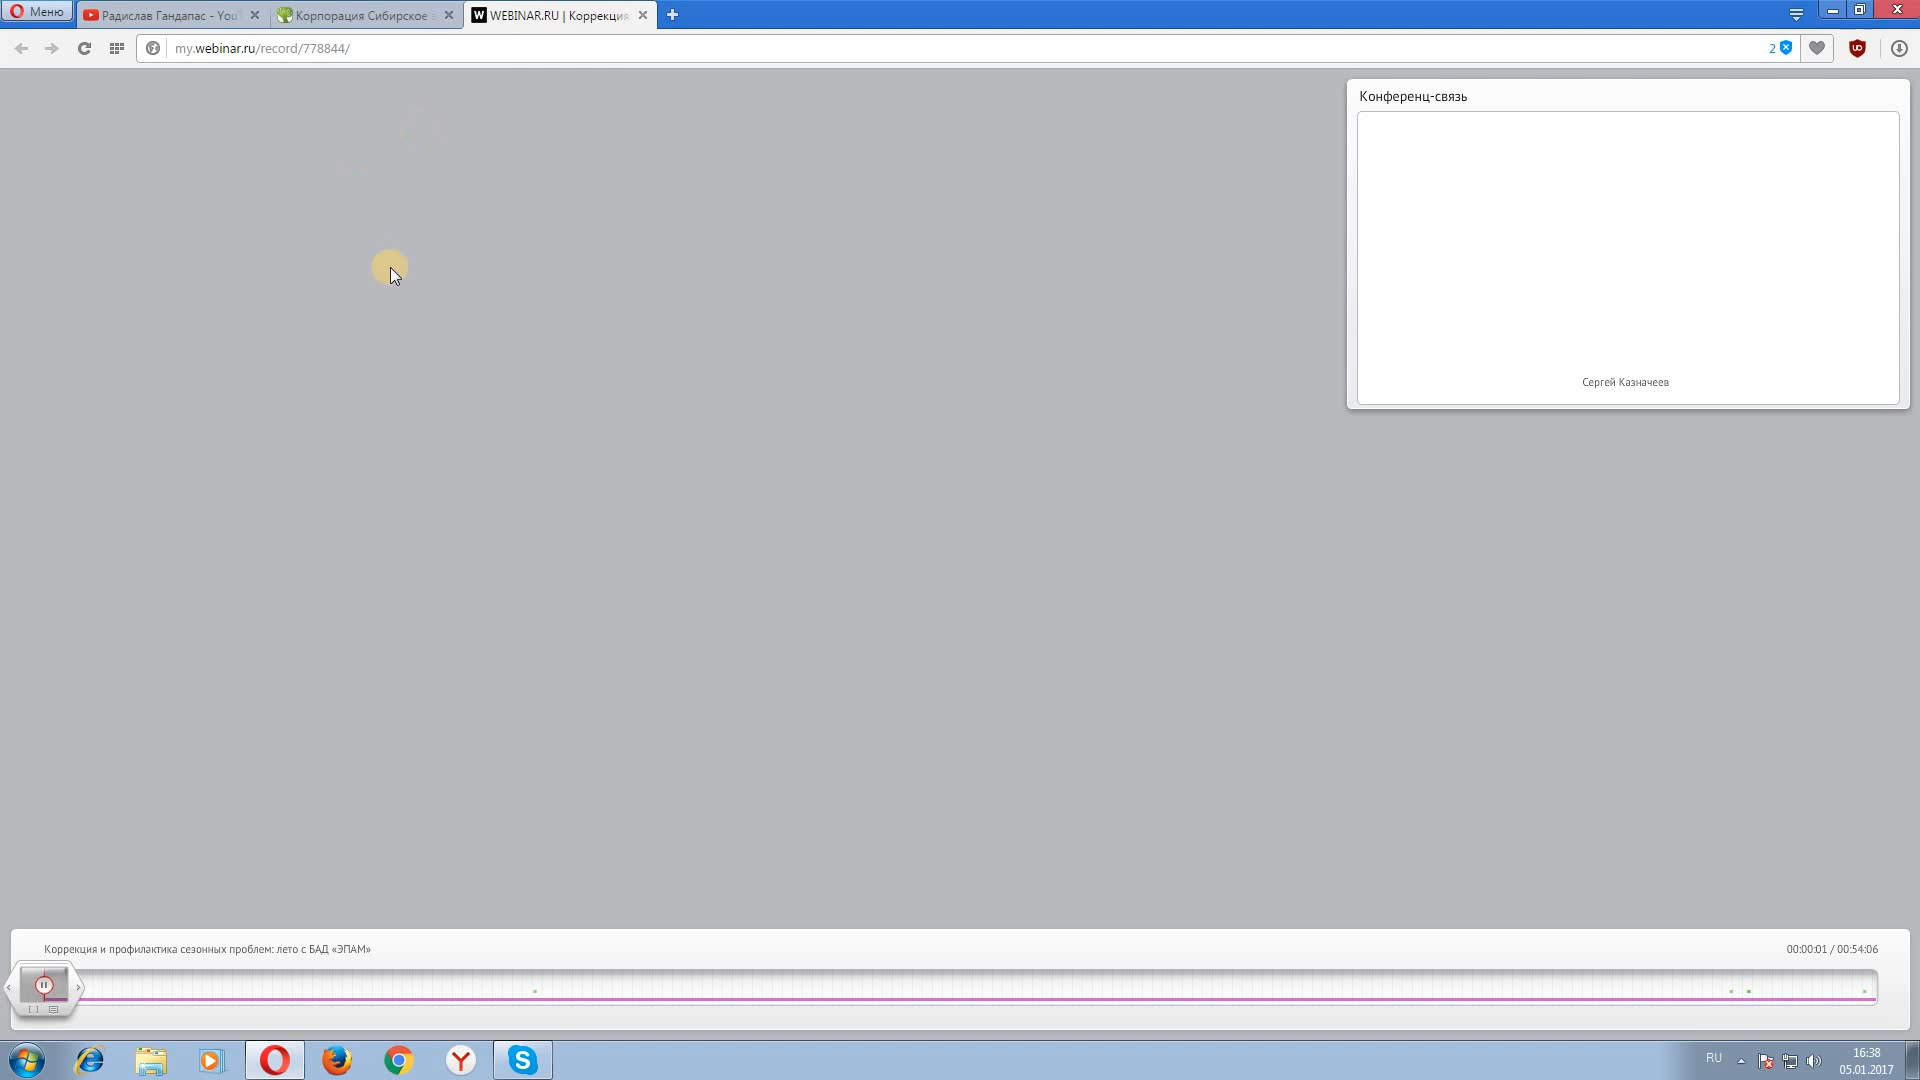 Меню
Радислав Гандапас - You
Корпорация Сибирское
WEBINAR.RU | Коррекция
my.webinar.ru/record/778844/
2
Конференц-связь
Сергей Казначеев
Коррекция и профилактика сезонных проблем: лето с БАД «ЭПАМ»
00:00:01 / 00:54:06
RU
16:38
05.01.2017